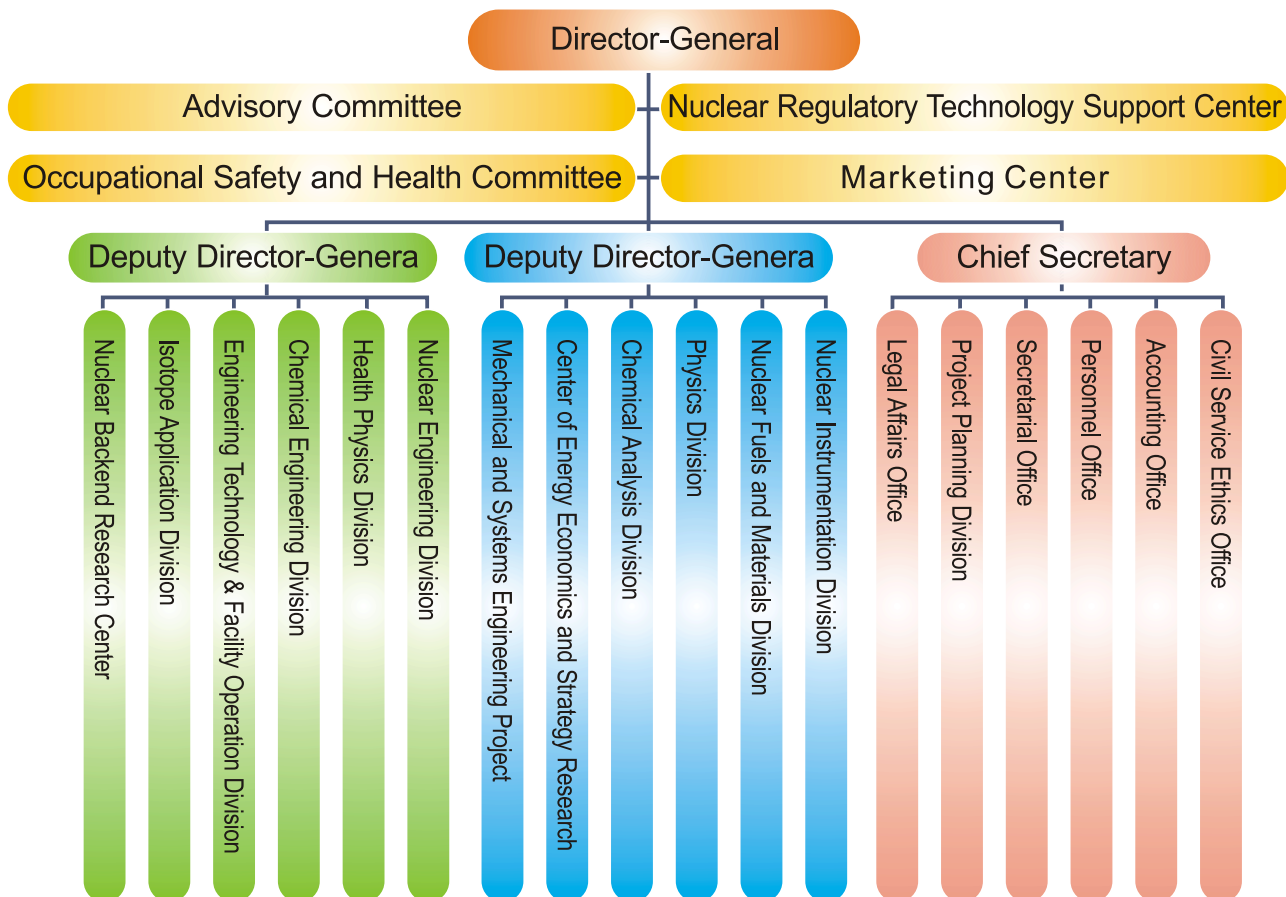 Director-General
Advisory Committee
Nuclear Regulatory Technology Support Center
Occupational Safety and Health Committee
Marketing Center
Deputy Director-Genera
Deputy Director-Genera
Chief Secretary
Nuclear Backend Research Center
Isotope Application Division
Engineering Technology & Facility Operation Division
Chemical Engineering Division
Health Physics Division
Nuclear Engineering Division
Mechanical and Systems Engineering Project
Center of Energy Economics and Strategy Research
Chemical Analysis Division
Physics Division
Nuclear Fuels and Materials Division
Nuclear Instrumentation Division
Legal Affairs Office
Project Planning Division
Secretarial Office
Personnel Office
Accounting Office
Civil Service Ethics Office